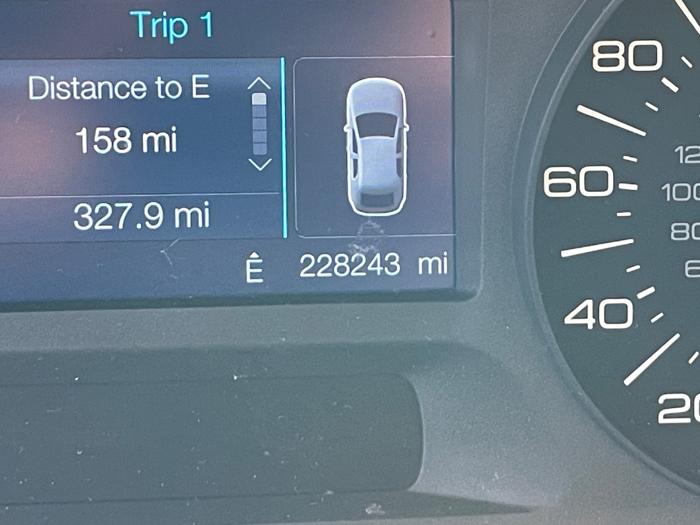 Trip 1
Distance to E
158 mi
327.9 mi
Ê 228243 mi
80
60
40